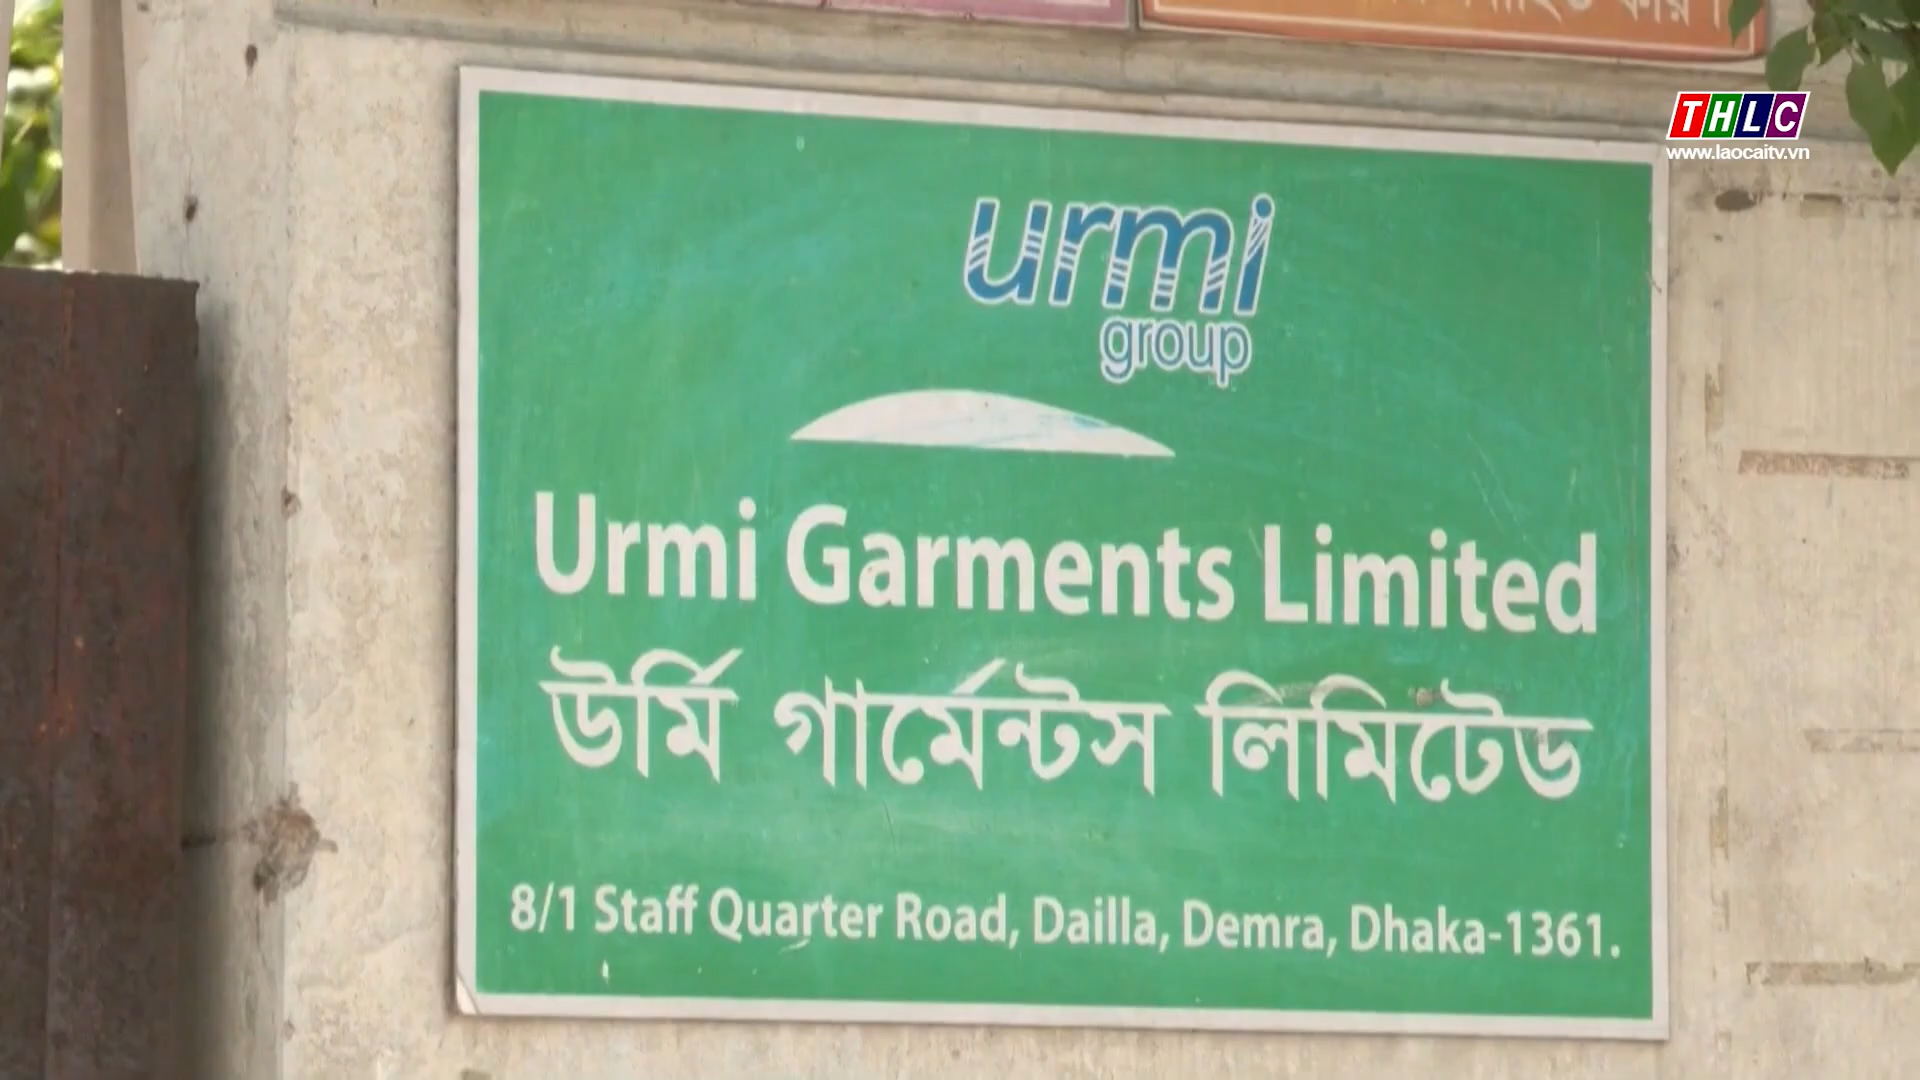 THLC
www.laocaitv.vn
urmi
group
Urmi Garments Limited
উর্মি গার্মেন্টস লিমিটেড
8/1 Staff Quarter Road, Dailla, Demra, Dhaka-1361.